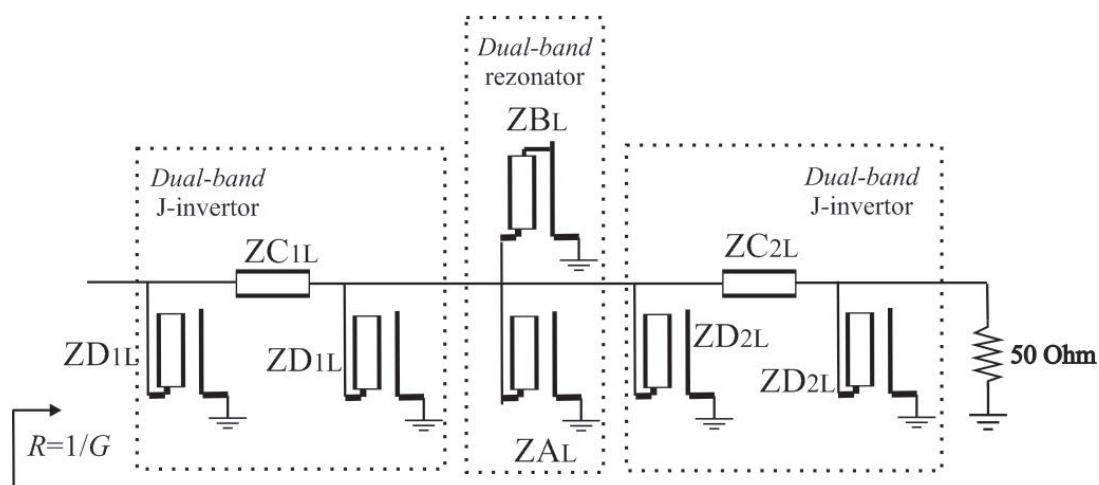 Dual-band
rezonator
ZBL
Dual-band
J-invertor
Dual-band
J-invertor
ZC1L
ZC2L
ZD1L
ZD1L
ZD2L
ZD2L
50 Ohm
R=1/G
ZAL